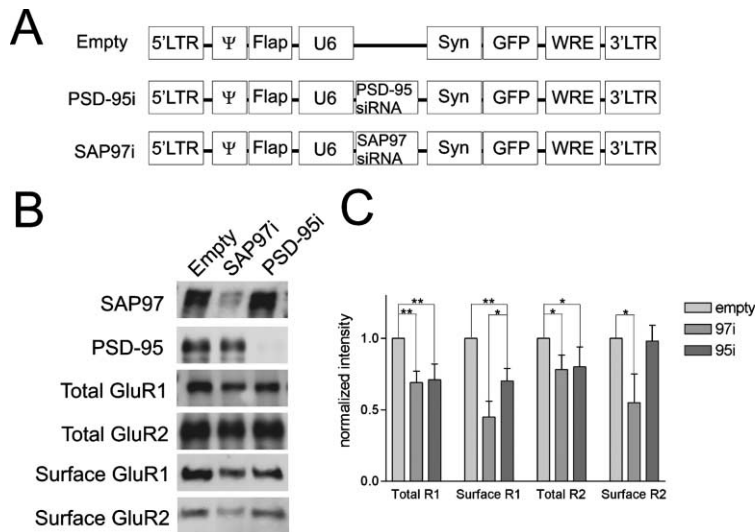 A
Empty 5'LTR Ψ Flap U6 Syn GFP WRE 3'LTR
PSD-95i 5'LTR Ψ Flap U6 PSD-95 siRNA Syn GFP WRE 3'LTR
SAP97i 5'LTR Ψ Flap U6 SAP97 siRNA Syn GFP WRE 3'LTR
B
Empty SAP97i PSD-95i
SAP97
PSD-95
Total GluR1
Total GluR2
Surface GluR1
Surface GluR2
C
normalized intensity
1.0
0.5
0.0
** ** ** * * * *
Total R1 Surface R1 Total R2 Surface R2
empty
97i
95i